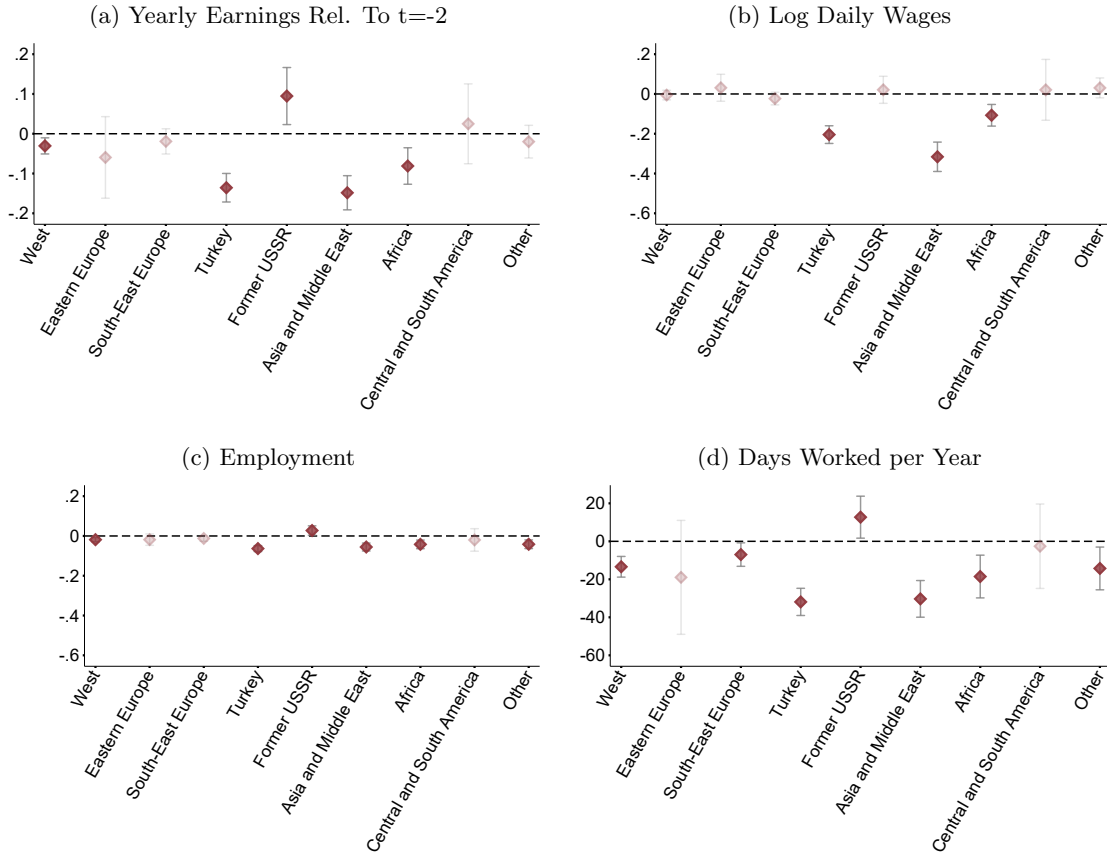 (a) Yearly Earnings Rel. To t=-2
.2
.1
0
-.1
-.2
West
Eastern Europe
South-East Europe
Turkey
Former USSR
Asia and Middle East
Africa
Central and South America
Other
(b) Log Daily Wages
.2
0
-.2
-.4
-.6
West
Eastern Europe
South-East Europe
Turkey
Former USSR
Asia and Middle East
Africa
Central and South America
Other
(c) Employment
.2
0
-.2
-.4
-.6
West
Eastern Europe
South-East Europe
Turkey
Former USSR
Asia and Middle East
Africa
Central and South America
Other
(d) Days Worked per Year
20
0
-20
-40
-60
West
Eastern Europe
South-East Europe
Turkey
Former USSR
Asia and Middle East
Africa
Central and South America
Other